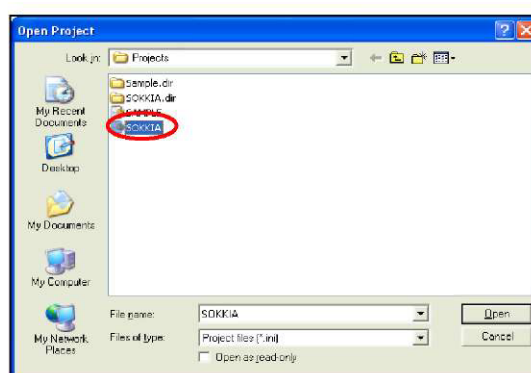 Open Project
Look in: Projects
My Recent
Documents
Desktop
My Documents
My Computer
My Network
Places
Sample.dir
SOKKIA.dir
SAMPLE
SOKKIA
File name: SOKKIA Open
Files of type: Project files (*.ini) Cancel
Open as read-only